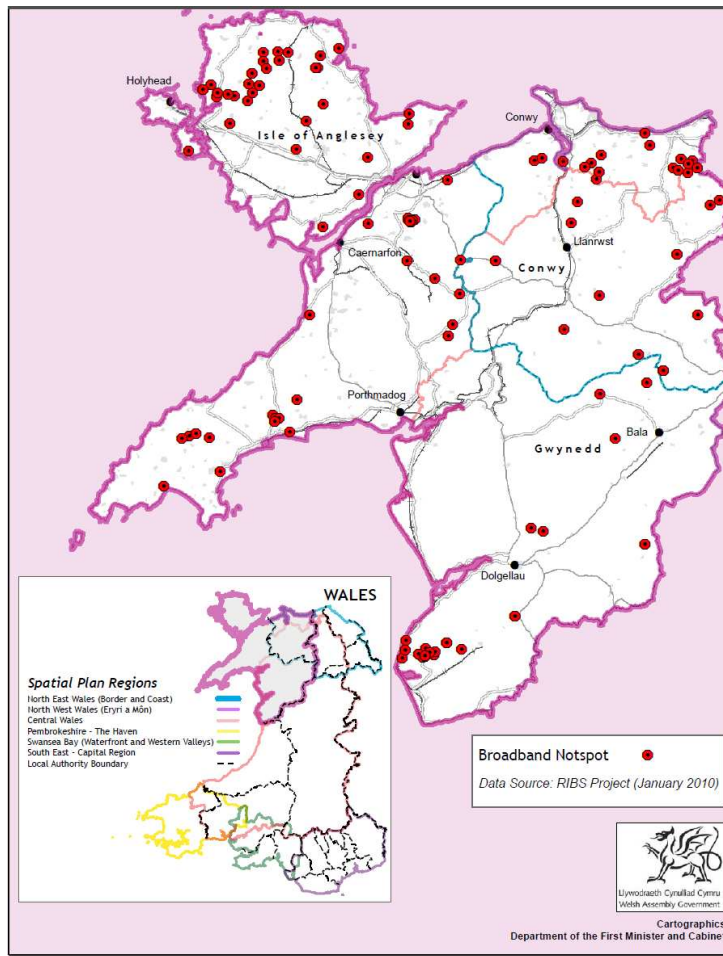 Holyhead
Isle of Anglesey
Conwy
Llanrwst
Caernarfon
Conwy
Porthmadog
Bala
Gwynedd
Dolgellau
WALES
Spatial Plan Regions
North East Wales (Border and Coast)
North West Wales (Eryri a Môn)
Central Wales
Pembrokeshire - The Haven
Swansea Bay (Waterfront and Western Valleys)
South East - Capital Region
Local Authority Boundary
Broadband Notspot
Data Source: RIBS Project (January 2010)
Llywodraeth Cynulliad Cymru
Welsh Assembly Government
Cartographics
Department of the First Minister and Cabinet